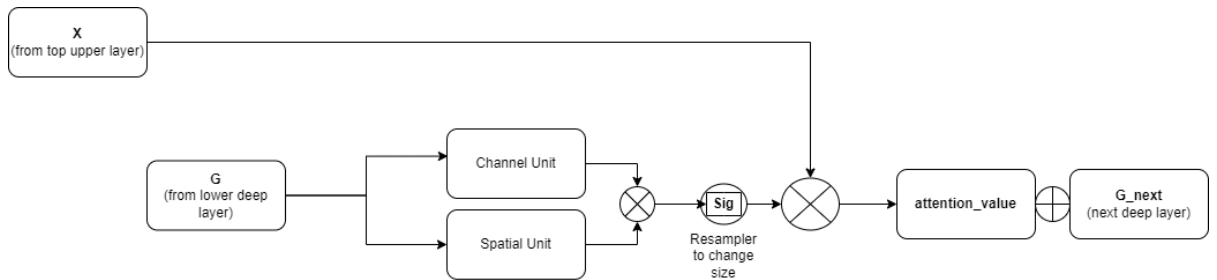 X
(from top upper layer)
G
(from lower deep
layer)
Channel Unit
Spatial Unit
Sig
Resampler
to change
size
attention_value
G_next
(next deep layer)